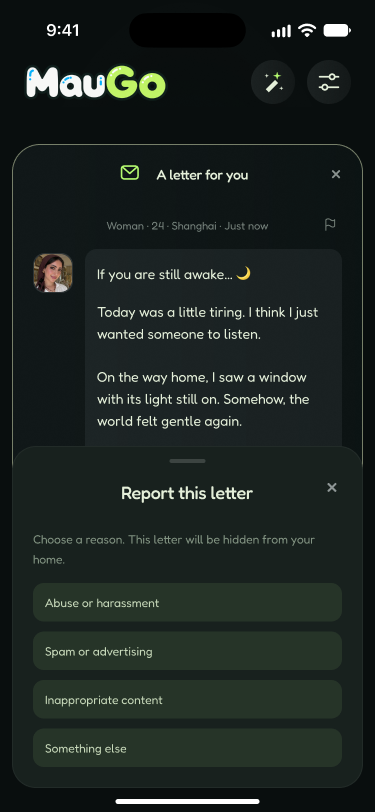 9:41
MauGo
A letter for you
Woman · 24 · Shanghai · Just now
If you are still awake... 🌙
Today was a little tiring. I think I just
wanted someone to listen.
On the way home, I saw a window
with its light still on. Somehow, the
world felt gentle again.
Report this letter
Choose a reason. This letter will be hidden from your
home.
Abuse or harassment
Spam or advertising
Inappropriate content
Something else